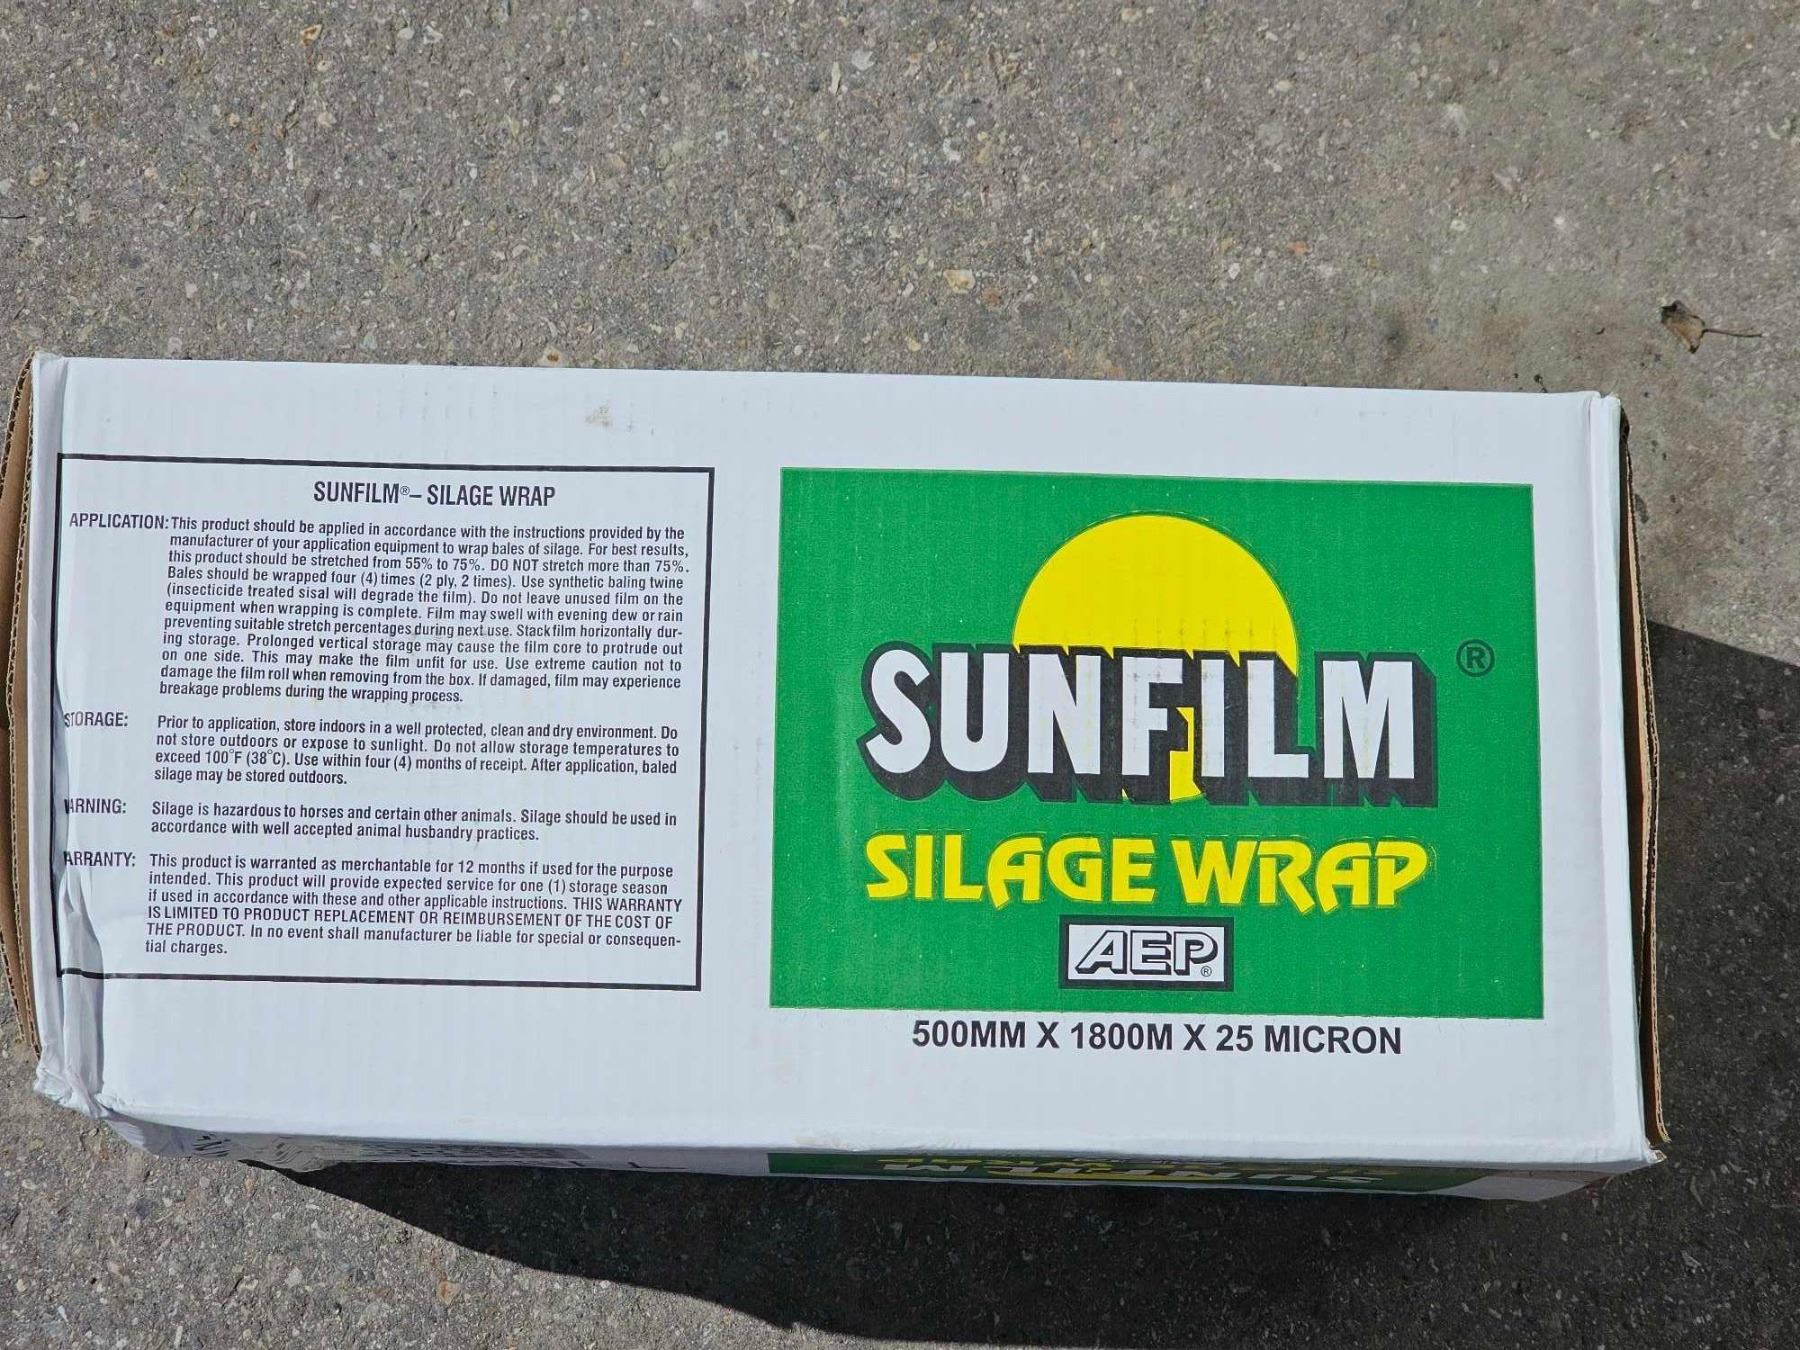 SUNFILM®– SILAGE WRAP
APPLICATION: This product should be applied in accordance with the instructions provided by the
manufacturer of your application equipment to wrap bales of silage. For best results,
this product should be stretched from 55% to 75%. DO NOT stretch more than 75%.
Bales should be wrapped four (4) times (2 ply, 2 times). Use synthetic baling twine
(insecticide treated sisal will degrade the film). Do not leave unused film on the
equipment when wrapping is complete. Film may swell with evening dew or rain
preventing suitable stretch percentages during next use. Stack film horizontally dur-
ing storage. Prolonged vertical storage may cause the film core to protrude out
on one side. This may make the film unfit for use. Use extreme caution not to
damage the film roll when removing from the box. If damaged, film may experience
breakage problems during the wrapping process.
STORAGE: Prior to application, store indoors in a well protected, clean and dry environment. Do
not store outdoors or expose to sunlight. Do not allow storage temperatures to
exceed 100°F (38°C). Use within four (4) months of receipt. After application, baled
silage may be stored outdoors.
ARNING: Silage is hazardous to horses and certain other animals. Silage should be used in
accordance with well accepted animal husbandry practices.
ARRANTY: This product is warranted as merchantable for 12 months if used for the purpose
intended. This product will provide expected service for one (1) storage season
if used in accordance with these and other applicable instructions. THIS WARRANTY
IS LIMITED TO PRODUCT REPLACEMENT OR REIMBURSEMENT OF THE COST OF
THE PRODUCT. In no event shall manufacturer be liable for special or consequen-
tial charges.
SUNFILM ®
SILAGE WRAP
AEP®
500MM X 1800M X 25 MICRON